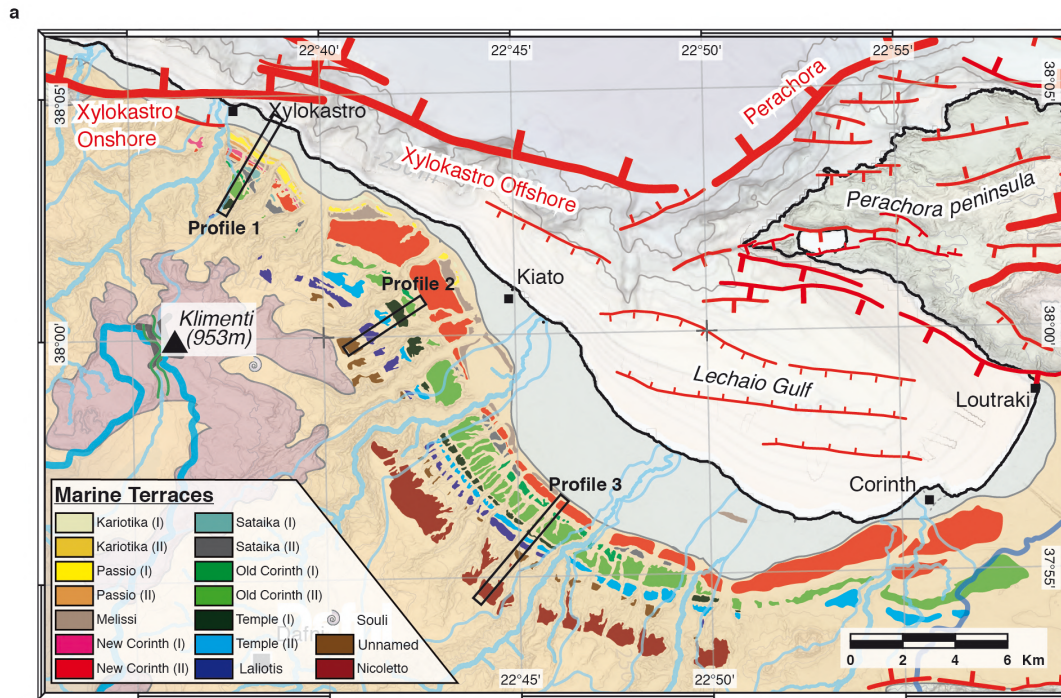 a
22°40'
22°45'
22°50'
22°55'
38°05'
38°05'
Xylokastro
Onshore
Xylokastro
Xylokastro Offshore
Perachora
Perachora peninsula
Profile 1
Profile 2
Kiato
Klimenti
(953m)
38°00'
38°00'
Lechaio Gulf
Loutraki
Profile 3
Corinth
37°55'
Marine Terraces
Kariotika (I)
Kariotika (II)
Passio (I)
Passio (II)
Melissi
New Corinth (I)
New Corinth (II)
Sataika (I)
Sataika (II)
Old Corinth (I)
Old Corinth (II)
Temple (I)
Temple (II)
Laliotis
Souli
Unnamed
Nicoletto
22°45'
22°50'
0 2 4 6 Km